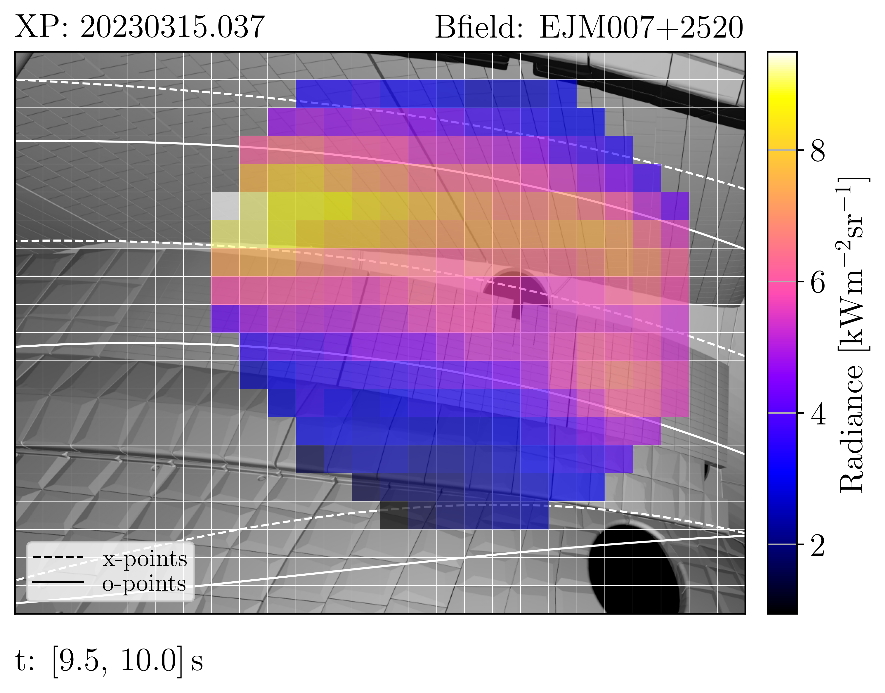 XP: 20230315.037
Bfield: EJM007+2520
8
6
4
2
Radiance [kWm⁻²sr⁻¹]
x-points
o-points
t: [9.5, 10.0] s